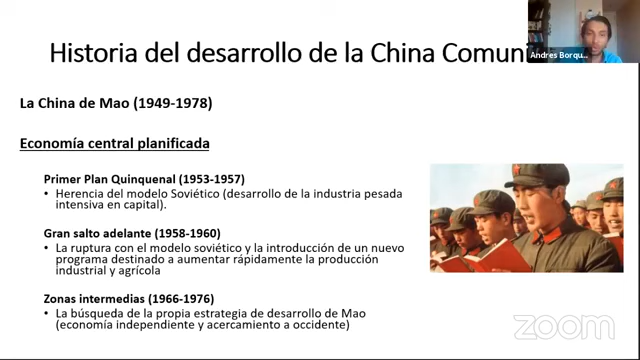 Historia del desarrollo de la China Comuni
Andres Borqu...
La China de Mao (1949-1978)
Economía central planificada
Primer Plan Quinquenal (1953-1957)
• Herencia del modelo Soviético (desarrollo de la industria pesada
intensiva en capital).
Gran salto adelante (1958-1960)
• La ruptura con el modelo soviético y la introducción de un nuevo
programa destinado a aumentar rápidamente la producción
industrial y agrícola
Zonas intermedias (1966-1976)
• La búsqueda de la propia estrategia de desarrollo de Mao
(economía independiente y acercamiento a occidente)
zoom